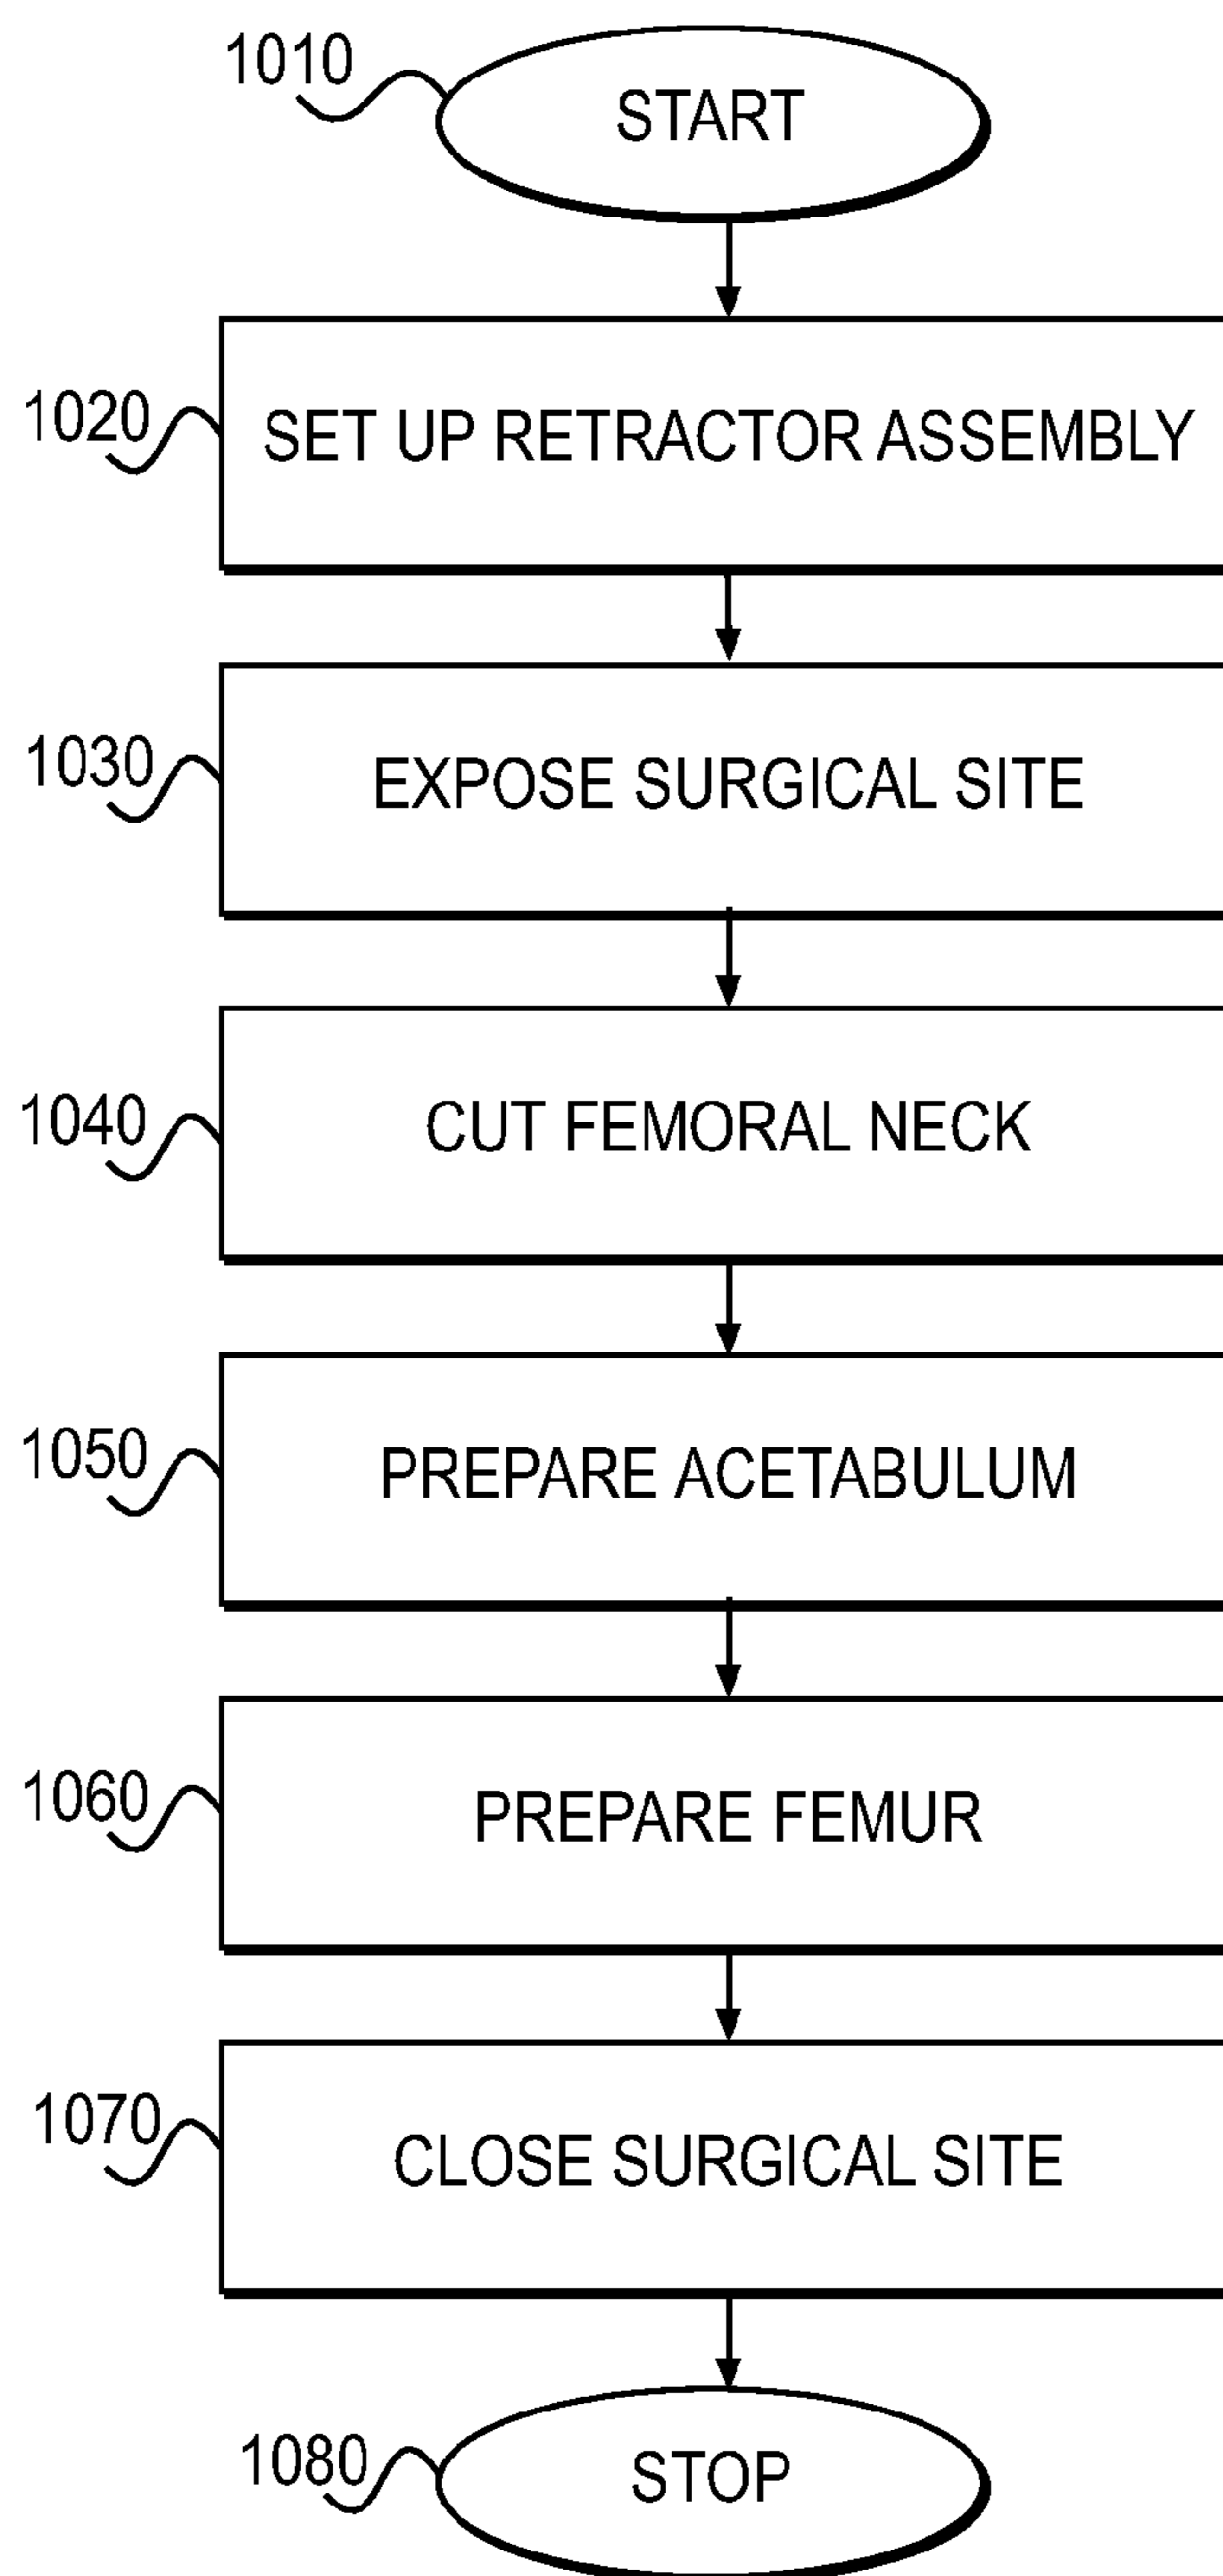 1010
START
1020
SET UP RETRACTOR ASSEMBLY
1030
EXPOSE SURGICAL SITE
1040
CUT FEMORAL NECK
1050
PREPARE ACETABULUM
1060
PREPARE FEMUR
1070
CLOSE SURGICAL SITE
1080
STOP